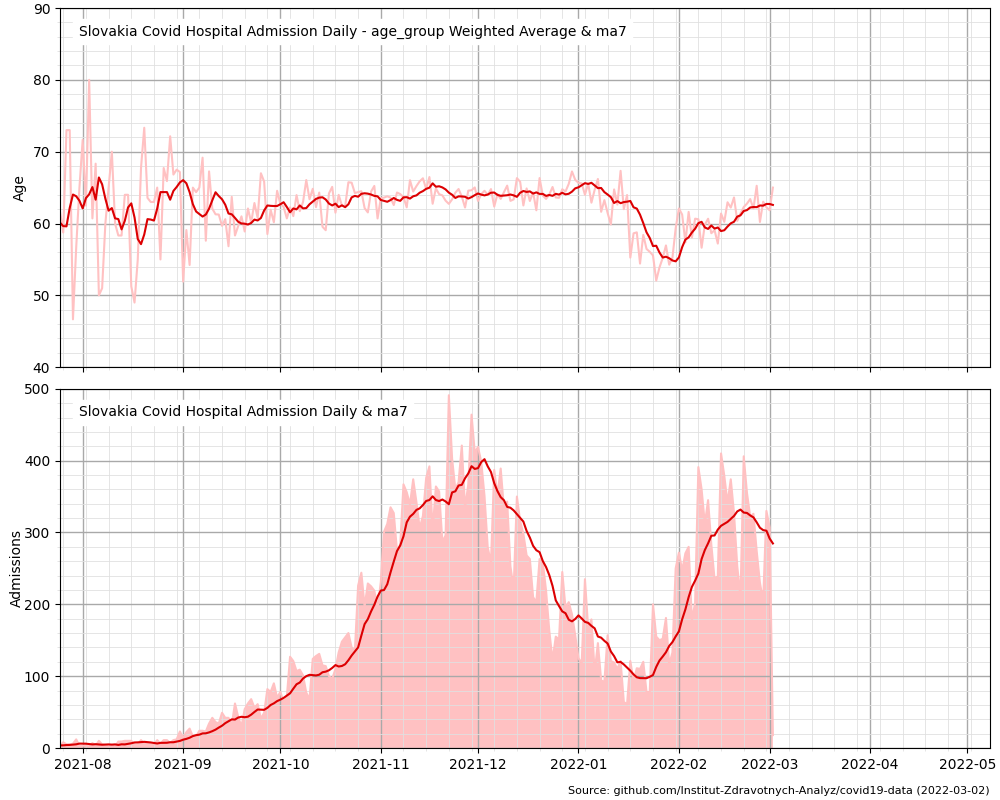 90
Slovakia Covid Hospital Admission Daily - age_group Weighted Average & ma7
80
70
Age
60
50
40
500
Slovakia Covid Hospital Admission Daily & ma7
400
300
Admissions
200
100
0
2021-08 2021-09 2021-10 2021-11 2021-12 2022-01 2022-02 2022-03 2022-04 2022-05
Source: github.com/Institut-Zdravotnych-Analyz/covid19-data (2022-03-02)